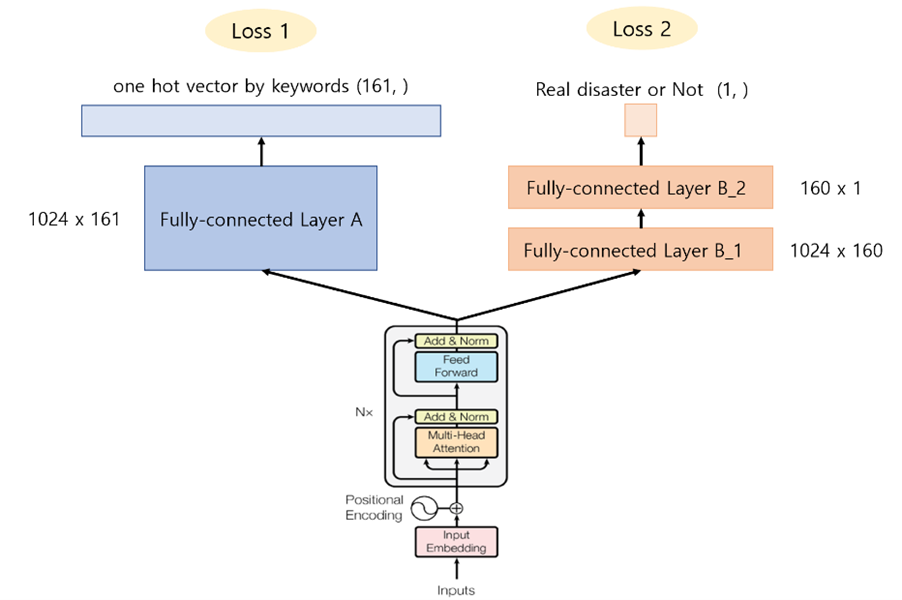 Loss 1
Loss 2
one hot vector by keywords (161, )
Real disaster or Not (1, )
1024 x 161
Fully-connected Layer A
Fully-connected Layer B_2
160 x 1
Fully-connected Layer B_1
1024 x 160
Add & Norm
Feed
Forward
N×
Add & Norm
Multi-Head
Attention
Positional
Encoding
Input
Embedding
Inputs